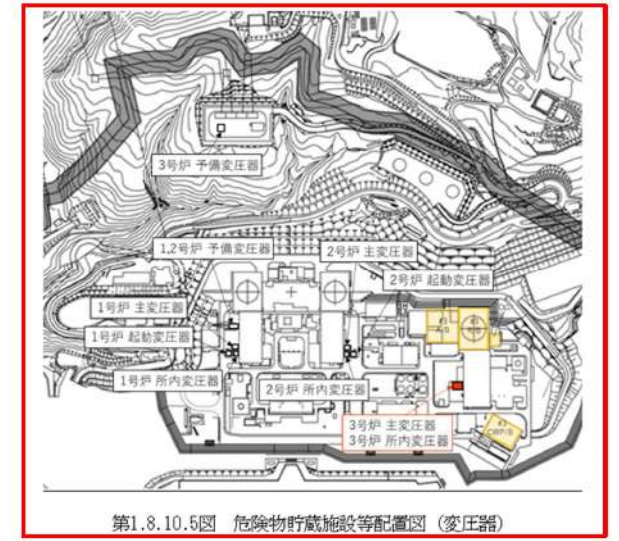 3号炉 予備変圧器
1,2号炉 予備変圧器
2号炉 主変圧器
2号炉 起動変圧器
1号炉 主変圧器
1号炉 起動変圧器
1号炉 所内変圧器
2号炉 所内変圧器
#3
A/B
3号炉 主変圧器
3号炉 所内変圧器
#3
CWP/B
第1.8.10.5図 危険物貯蔵施設等配置図（変圧器）